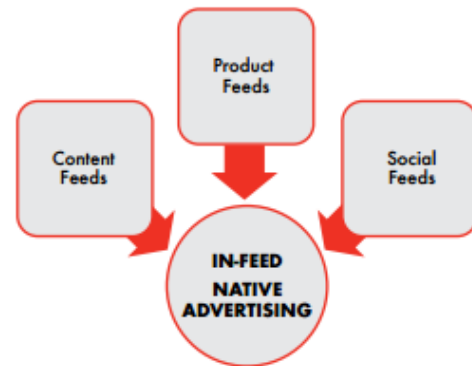 Product
Feeds
Content
Feeds
Social
Feeds
IN-FEED
NATIVE
ADVERTISING